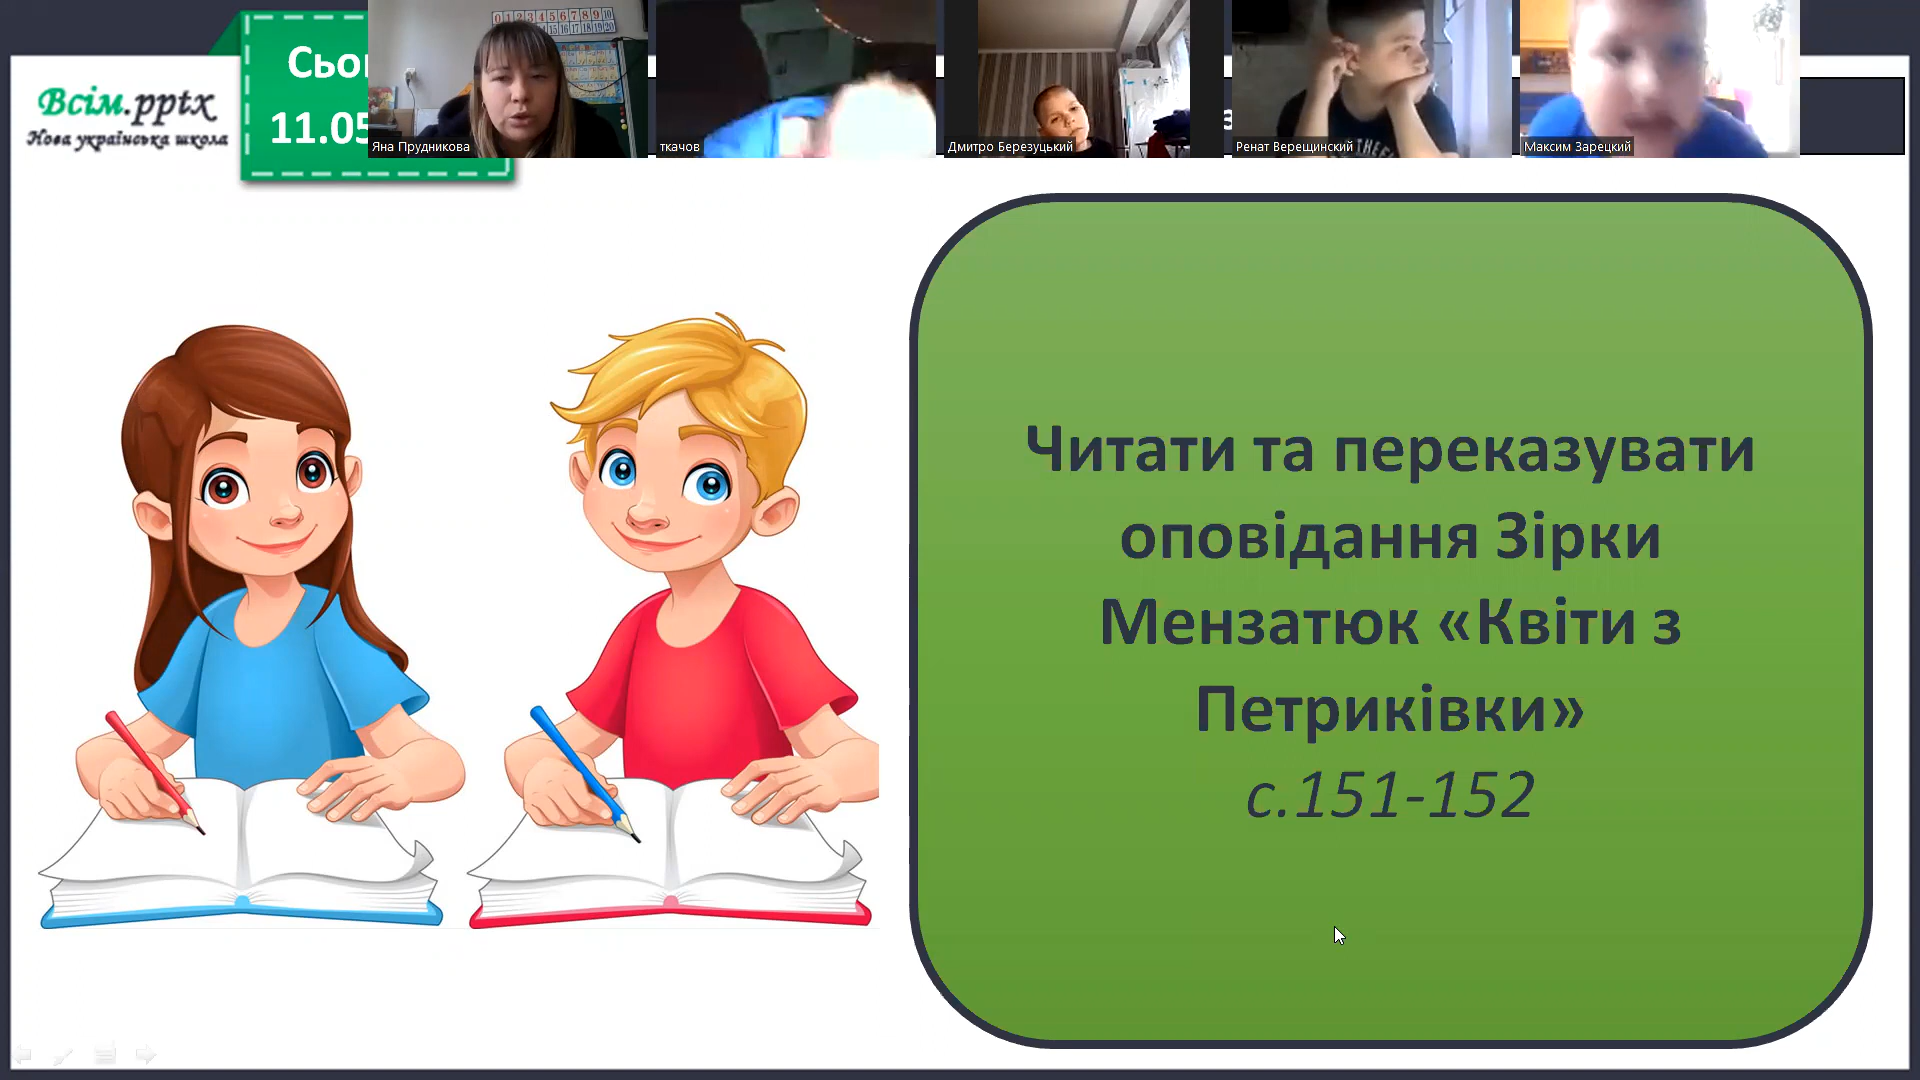 Всім.pptx
Нова українська школа
11.05
Яна Прудникова
ткачов
Дмитро Березуцький
Ренат Верещинский
Максим Зарецкий
Читати та переказувати
оповідання Зірки
Мензатюк «Квіти з
Петриківки»
с.151-152